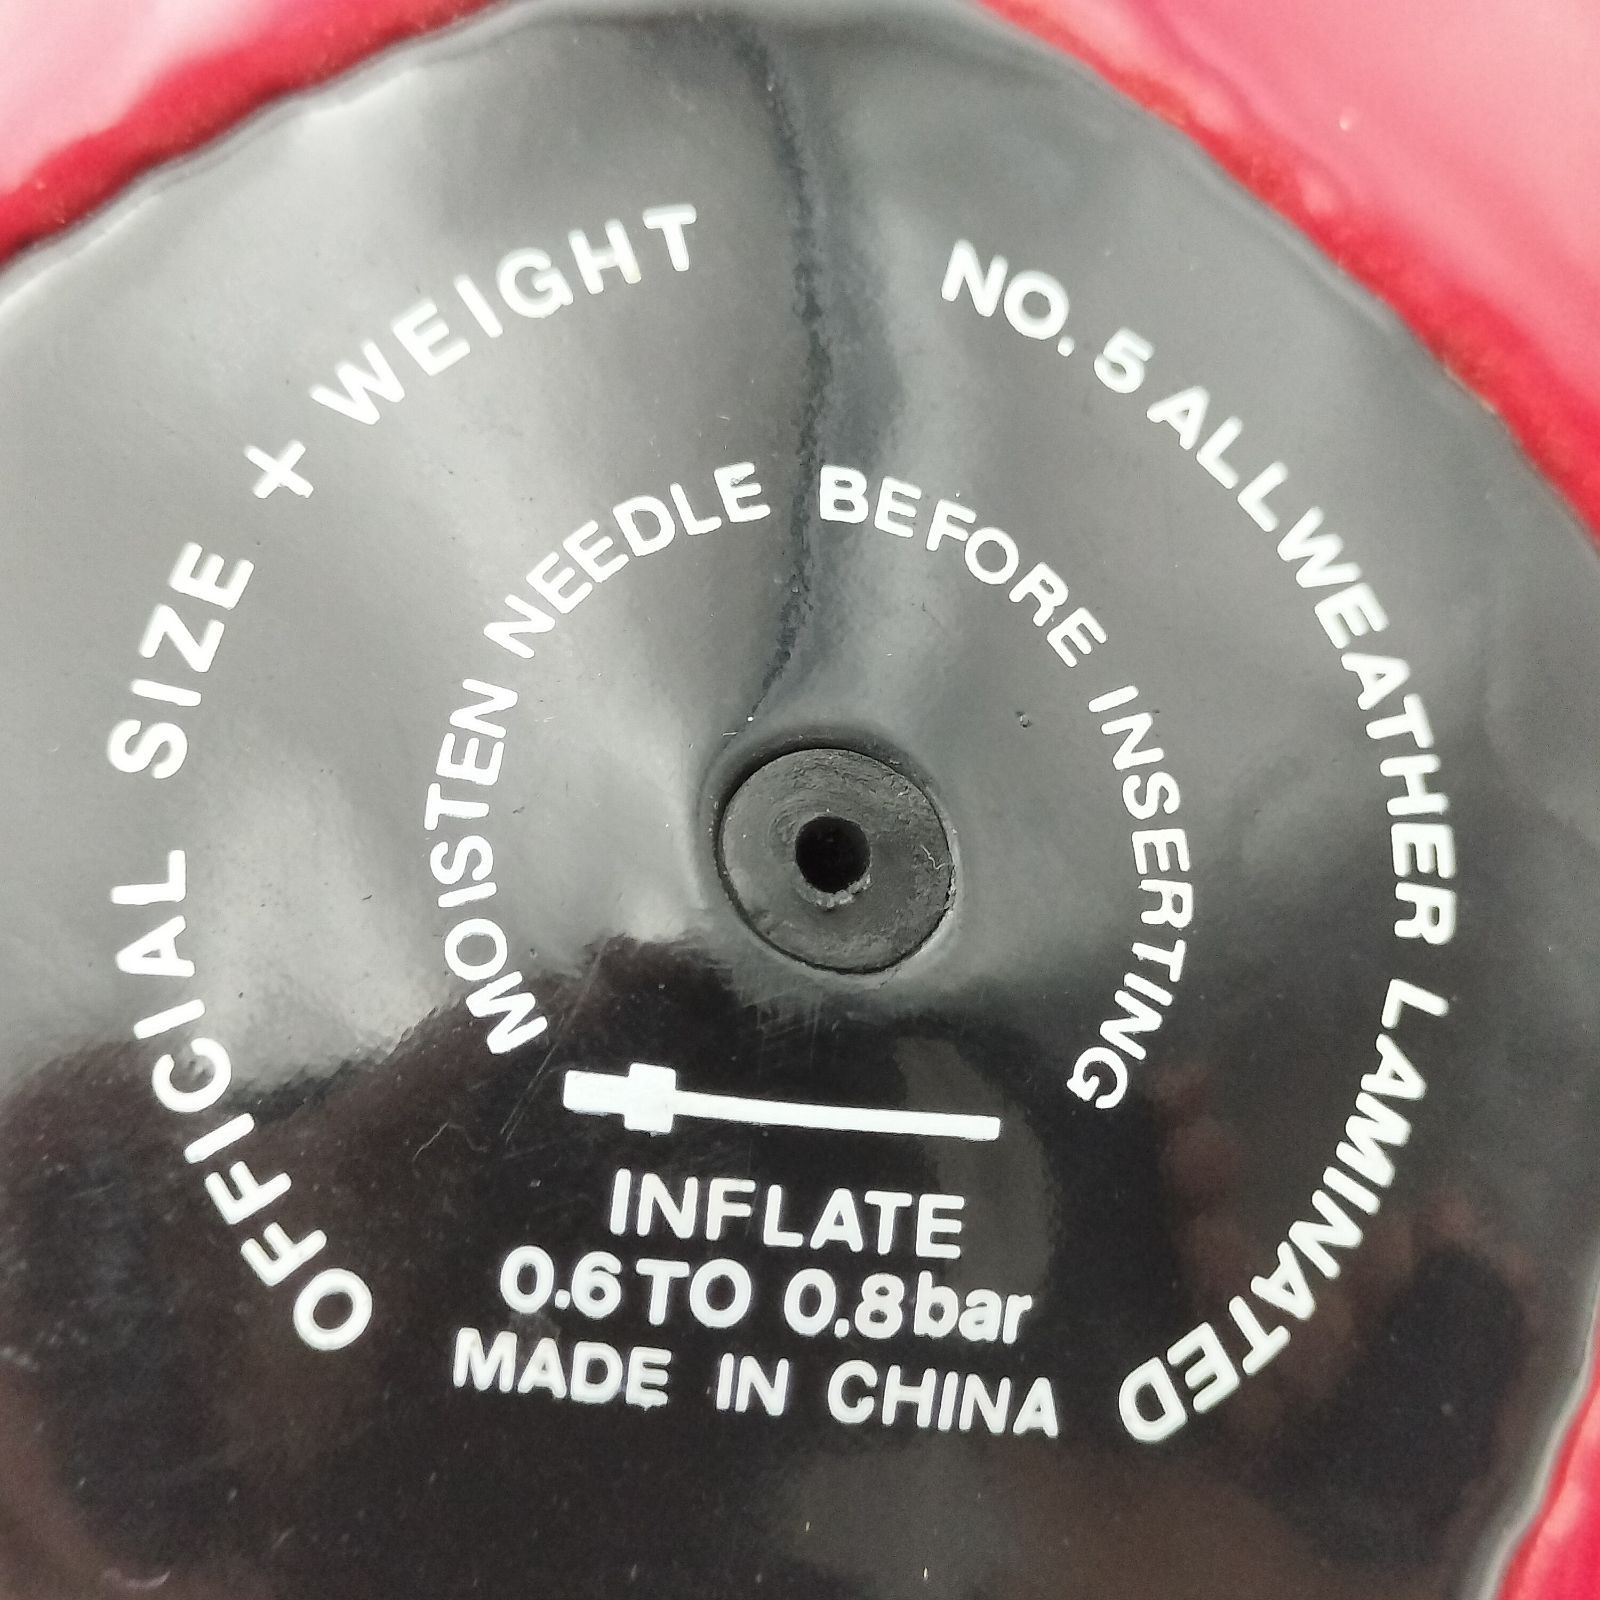 OFFICIAL SIZE + WEIGHT
NO. 5 ALLWEATHER LAMINATED
MOISTEN NEEDLE BEFORE INSERTING
INFLATE
0.6 TO 0.8 bar
MADE IN CHINA